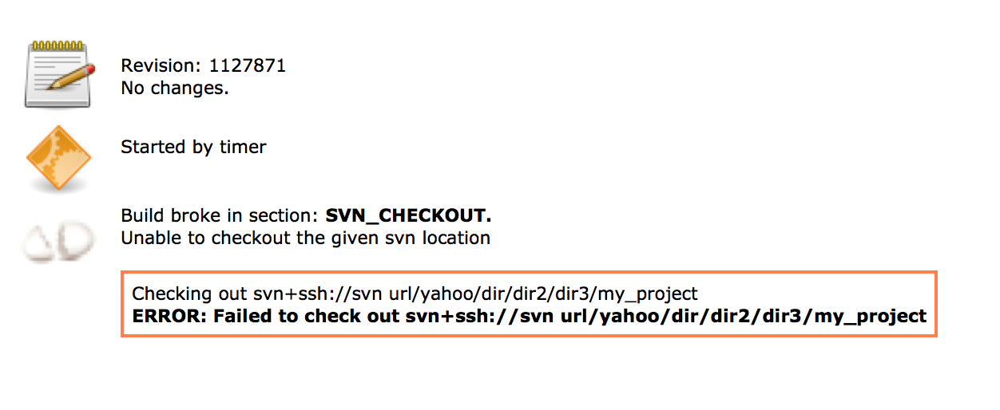 Revision: 1127871
No changes.
Started by timer
Build broke in section: SVN_CHECKOUT.
Unable to checkout the given svn location
Checking out svn+ssh://svn url/yahoo/dir/dir2/dir3/my_project
ERROR: Failed to check out svn+ssh://svn url/yahoo/dir/dir2/dir3/my_project